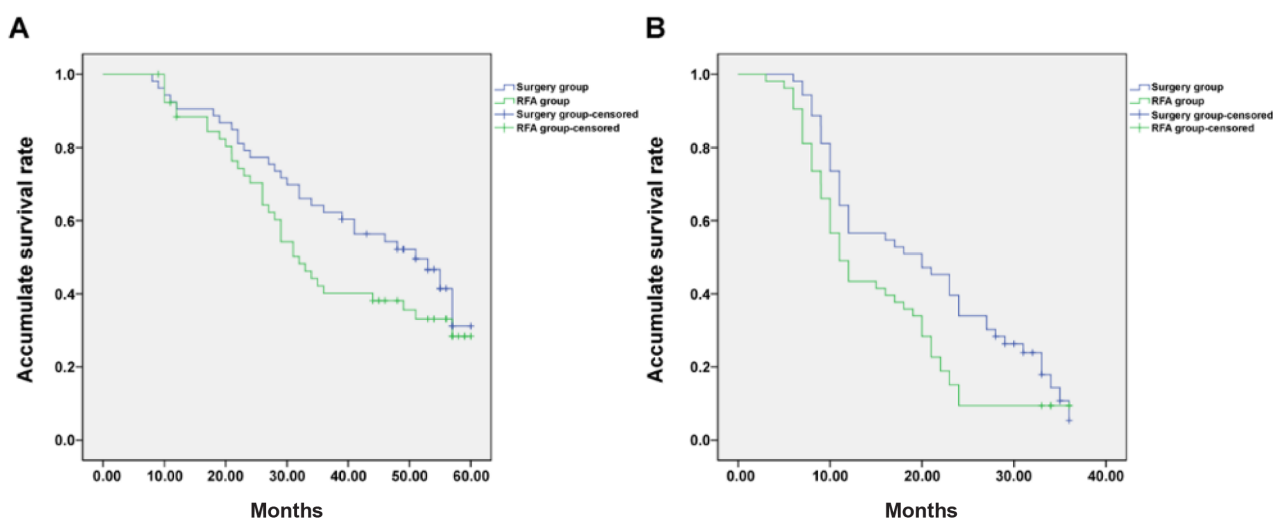 A
Accumulate survival rate
1.0
0.8
0.6
0.4
0.2
0.0
0.00 10.00 20.00 30.00 40.00 50.00 60.00
Months
Surgery group
RFA group
Surgery group-censored
RFA group-censored
B
Accumulate survival rate
1.0
0.8
0.6
0.4
0.2
0.0
0.00 10.00 20.00 30.00 40.00
Months
Surgery group
RFA group
Surgery group-censored
RFA group-censored